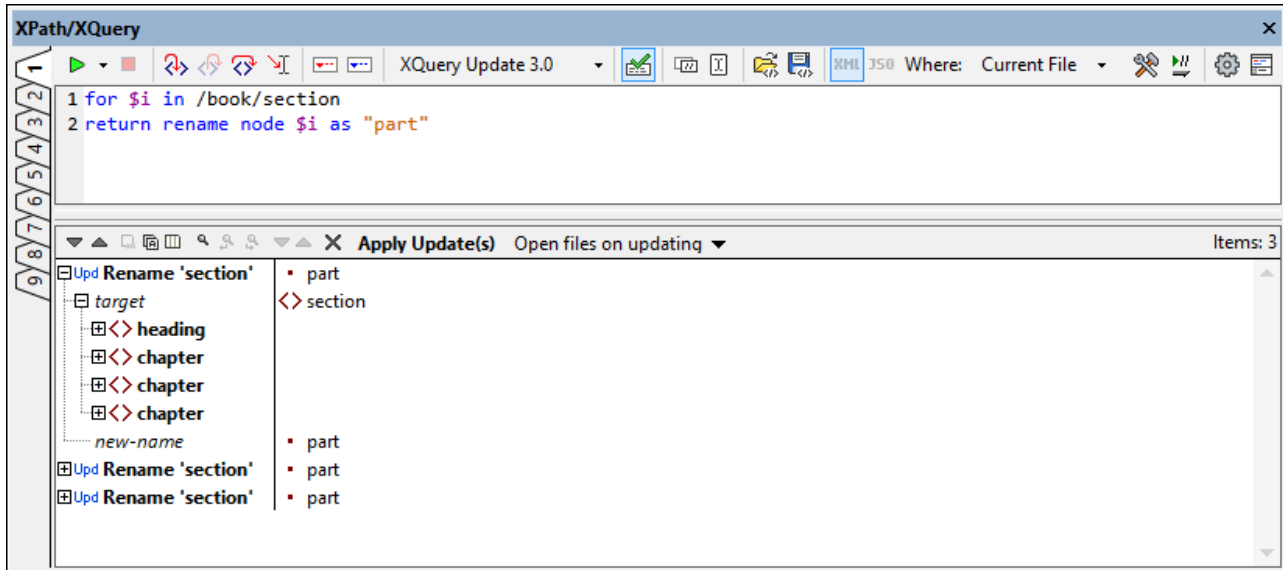 XPath/XQuery
XQuery Update 3.0 XML JSO Where: Current File
1 for $i in /book/section
2 return rename node $i as "part"
1
2
3
4
5
6
7
8
9
Apply Update(s) Open files on updating Items: 3
Upd Rename 'section' part
target <> section
<> heading
<> chapter
<> chapter
<> chapter
new-name part
Upd Rename 'section' part
Upd Rename 'section' part